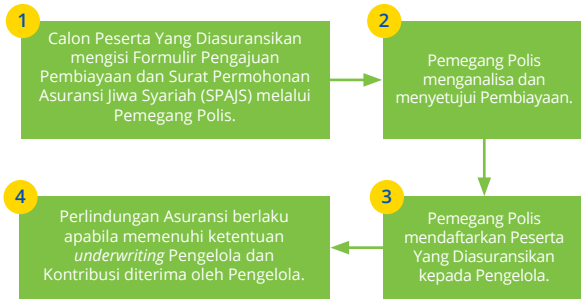 1
Calon Peserta Yang Diasuransikan
mengisi Formulir Pengajuan
Pembiayaan dan Surat Permohonan
Asuransi Jiwa Syariah (SPAJS) melalui
Pemegang Polis.
2
Pemegang Polis
menganalisa dan
menyetujui Pembiayaan.
3
Pemegang Polis
mendaftarkan Peserta
Yang Diasuransikan
kepada Pengelola.
4
Perlindungan Asuransi berlaku
apabila memenuhi ketentuan
underwriting Pengelola dan
Kontribusi diterima oleh Pengelola.